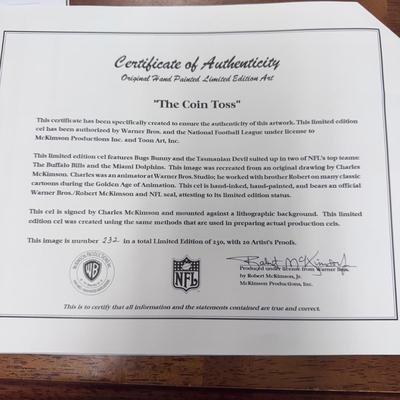 Certificate of Authenticity
Original Hand Painted Limited Edition Art
"The Coin Toss"
This certificate has been specifically created to ensure the authenticity of this artwork. This limited edition
cel has been authorized by Warner Bros. and the National Football League under license to
McKimson Productions Inc. and Toon Art, Inc.
This limited edition cel features Bugs Bunny and the Tasmanian Devil suited up in two of NFL's top teams:
The Buffalo Bills and the Miami Dolphins. This image was recreated from an original drawing by Charles
McKimson. Charles was an animator at Warner Bros. Studio; he worked with brother Robert on many classic
cartoons during the Golden Age of Animation. This cel is hand-inked, hand-painted, and bears an official
Warner Bros./Robert McKimson and NFL seal, attesting to its limited edition status.
This cel is signed by Charles McKimson and mounted against a lithographic background. This limited
edition cel was created using the same methods that are used in preparing actual production cels.
This image is number 232 in a total Limited Edition of 250, with 20 Artist's Proofs.
Robert McKimson Jr
Produced under license from Warner Bros.
by Robert McKimson, Jr.
McKimson Productions, Inc.
WB
NFL
This is to certify that all information and the statements contained are true and correct.